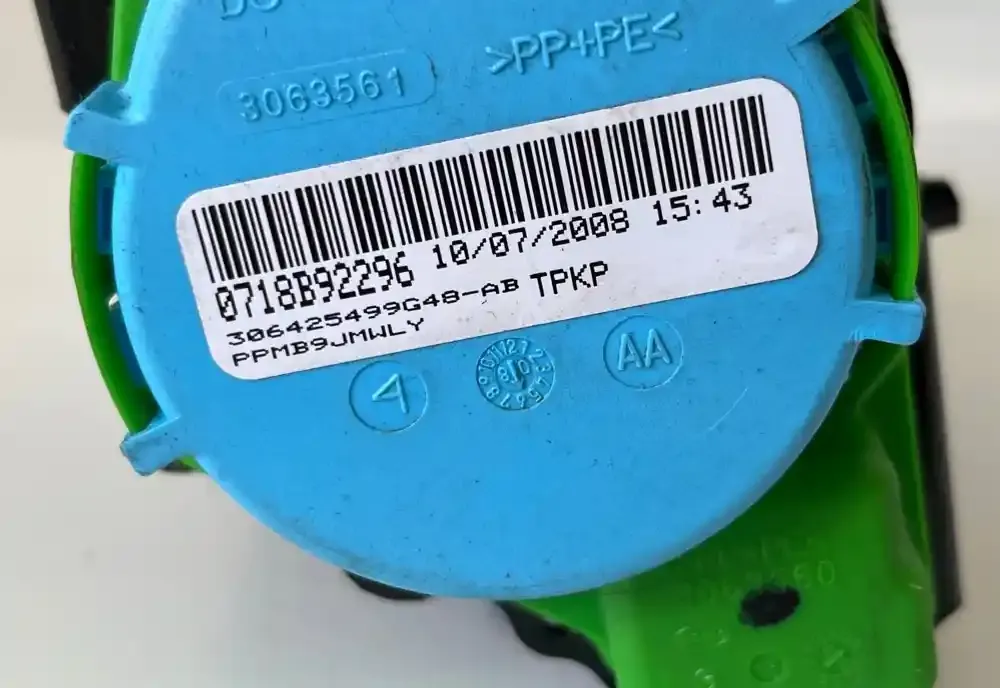 3063561
>PP+PE<
0718B92296 10/07/2008 15:43
306425499G48-AB TPKP
PPMB9JMWLY
4
AA